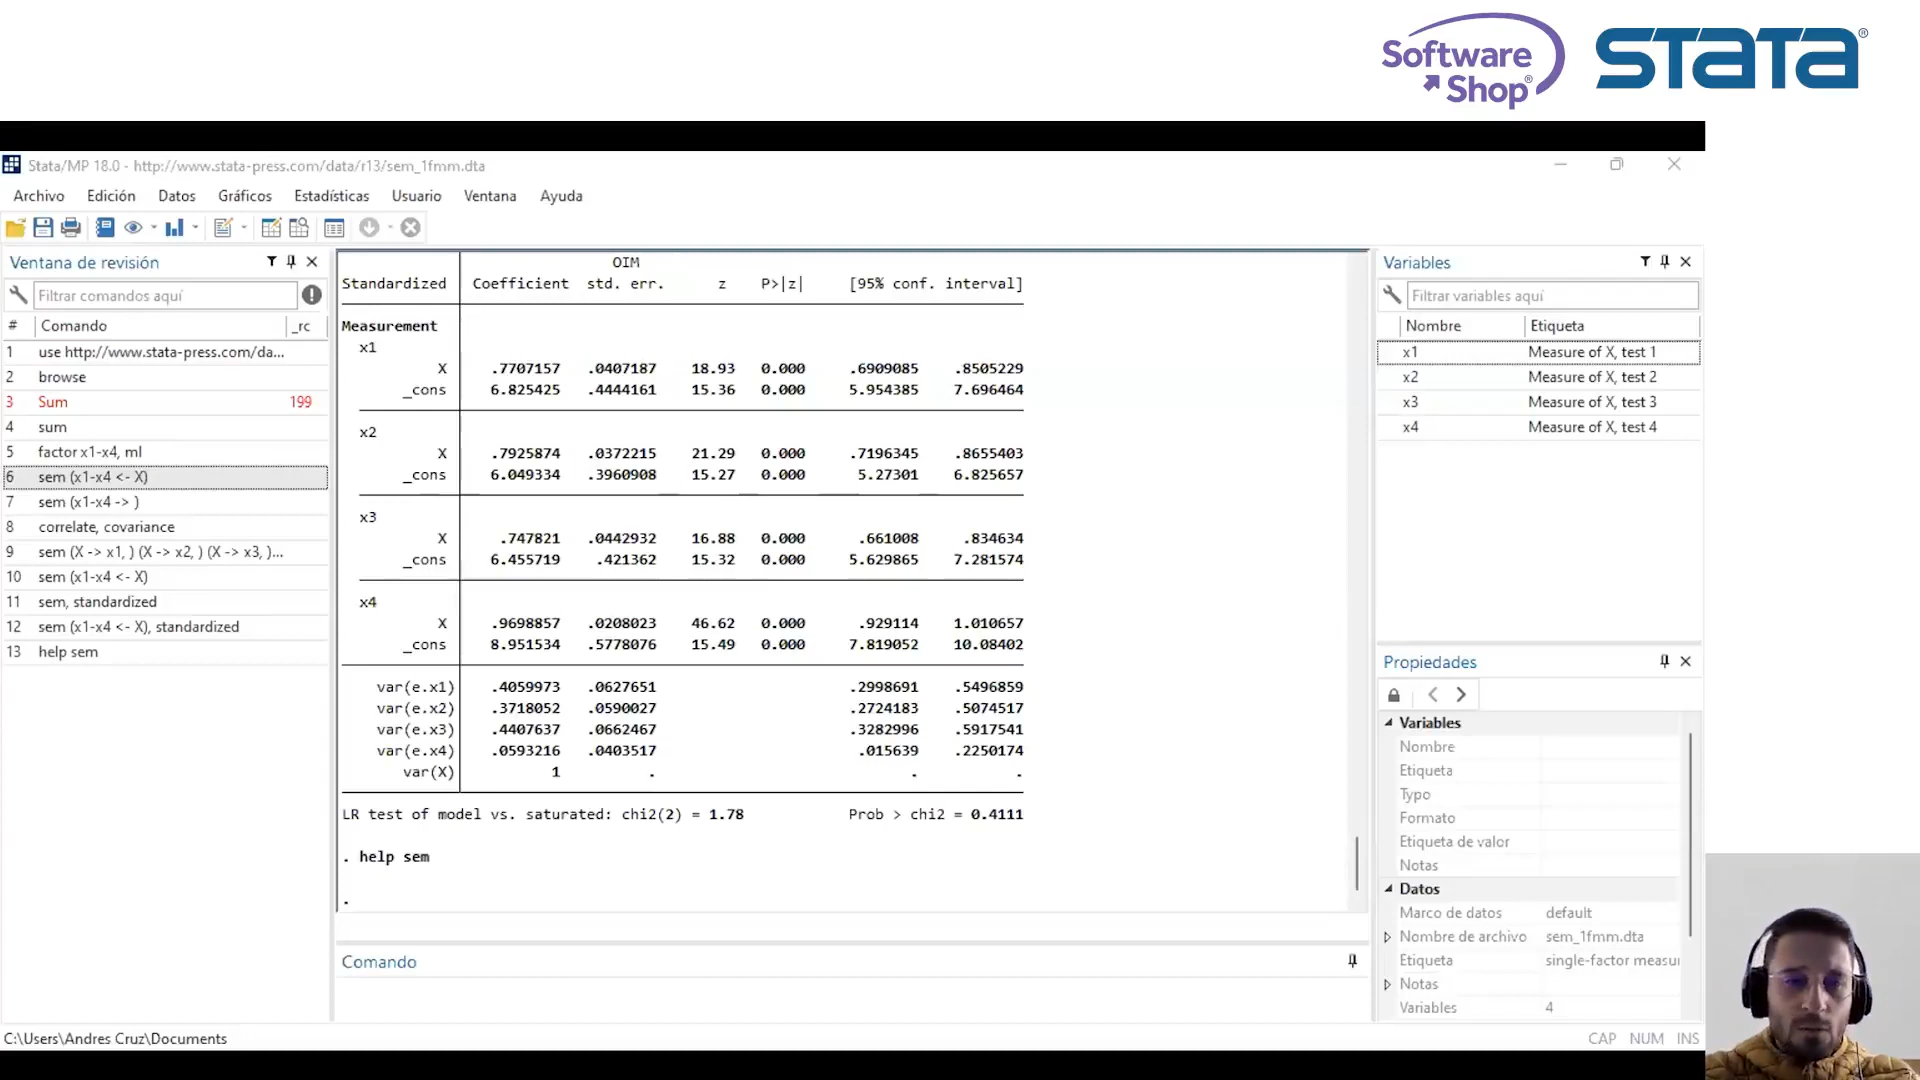 Software
Shop®
STATA®
Stata/MP 18.0 - http://www.stata-press.com/data/r13/sem_1fmm.dta
Archivo Edición Datos Gráficos Estadísticas Usuario Ventana Ayuda
Ventana de revisión
Filtrar comandos aquí
# Comando _rc
1 use http://www.stata-press.com/da...
2 browse
3 Sum 199
4 sum
5 factor x1-x4, ml
6 sem (x1-x4 <- X)
7 sem (x1-x4 -> )
8 correlate, covariance
9 sem (X -> x1, ) (X -> x2, ) (X -> x3, )...
10 sem (x1-x4 <- X)
11 sem, standardized
12 sem (x1-x4 <- X), standardized
13 help sem
OIM
Standardized Coefficient std. err. z P>|z| [95% conf. interval]
Measurement
x1
X .7707157 .0407187 18.93 0.000 .6909085 .8505229
_cons 6.825425 .4444161 15.36 0.000 5.954385 7.696464
x2
X .7925874 .0372215 21.29 0.000 .7196345 .8655403
_cons 6.049334 .3960908 15.27 0.000 5.27301 6.825657
x3
X .747821 .0442932 16.88 0.000 .661008 .834634
_cons 6.455719 .421362 15.32 0.000 5.629865 7.281574
x4
X .9698857 .0208023 46.62 0.000 .929114 1.010657
_cons 8.951534 .5778076 15.49 0.000 7.819052 10.08402
var(e.x1) .4059973 .0627651 .2998691 .5496859
var(e.x2) .3718052 .0590027 .2724183 .5074517
var(e.x3) .4407637 .0662467 .3282996 .5917541
var(e.x4) .0593216 .0403517 .015639 .2250174
var(X) 1 . . .
LR test of model vs. saturated: chi2(2) = 1.78 Prob > chi2 = 0.4111
. help sem
.
Comando
Variables
Filtrar variables aquí
Nombre Etiqueta
x1 Measure of X, test 1
x2 Measure of X, test 2
x3 Measure of X, test 3
x4 Measure of X, test 4
Propiedades
Variables
Nombre
Etiqueta
Typo
Formato
Etiqueta de valor
Notas
Datos
Marco de datos default
Nombre de archivo sem_1fmm.dta
Etiqueta single-factor measu
Notas
Variables 4
C:\Users\Andres Cruz\Documents
CAP NUM INS